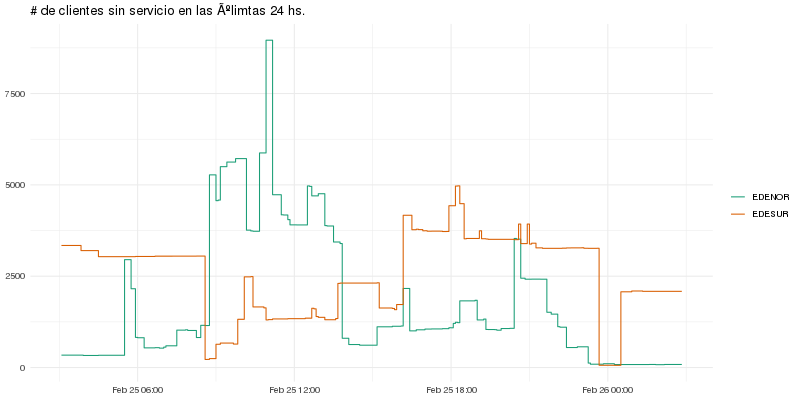 # de clientes sin servicio en las Ãºlimtas 24 hs.
7500
5000
2500
0
Feb 25 06:00
Feb 25 12:00
Feb 25 18:00
Feb 26 00:00
EDENOR
EDESUR